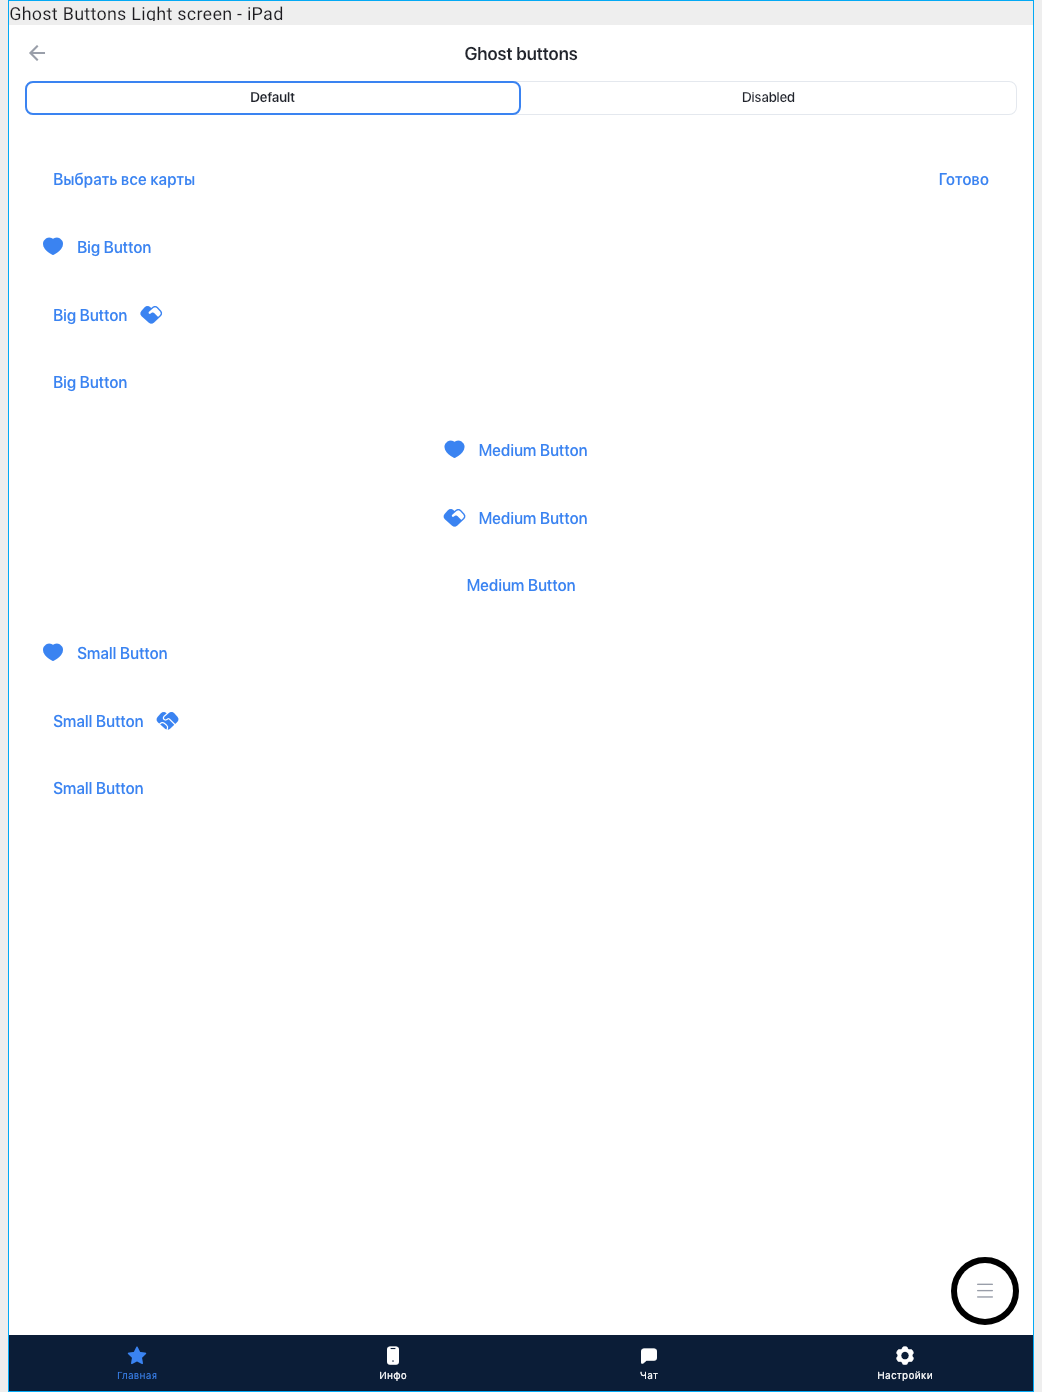 Ghost Buttons Light screen - iPad
Ghost buttons
Default
Disabled
Выбрать все карты
Готово
Big Button
Big Button
Big Button
Medium Button
Medium Button
Medium Button
Small Button
Small Button
Small Button
Главная
Инфо
Чат
Настройки